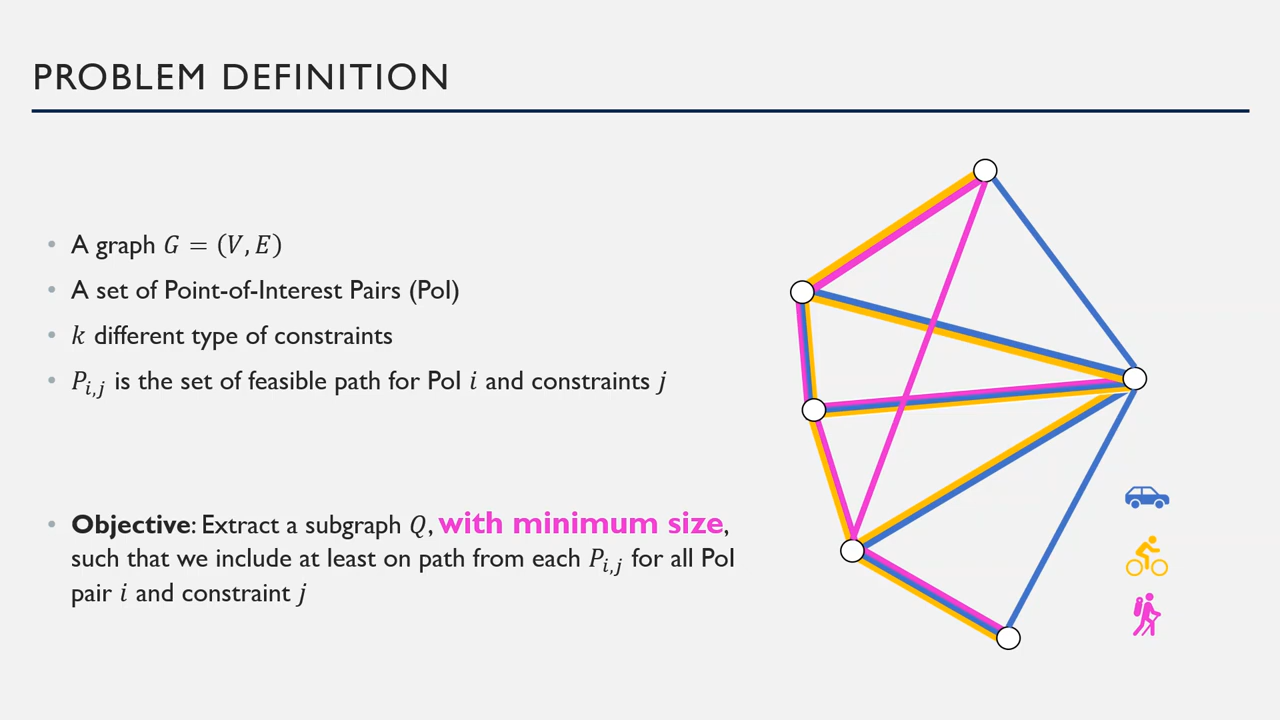 PROBLEM DEFINITION
• A graph 𝐺 = (𝑉, 𝐸)
• A set of Point-of-Interest Pairs (PoI)
• 𝑘 different type of constraints
• 𝑃𝑖,𝑗 is the set of feasible path for PoI 𝑖 and constraints 𝑗
• Objective: Extract a subgraph 𝑄, with minimum size,
such that we include at least on path from each 𝑃𝑖,𝑗 for all PoI
pair 𝑖 and constraint 𝑗